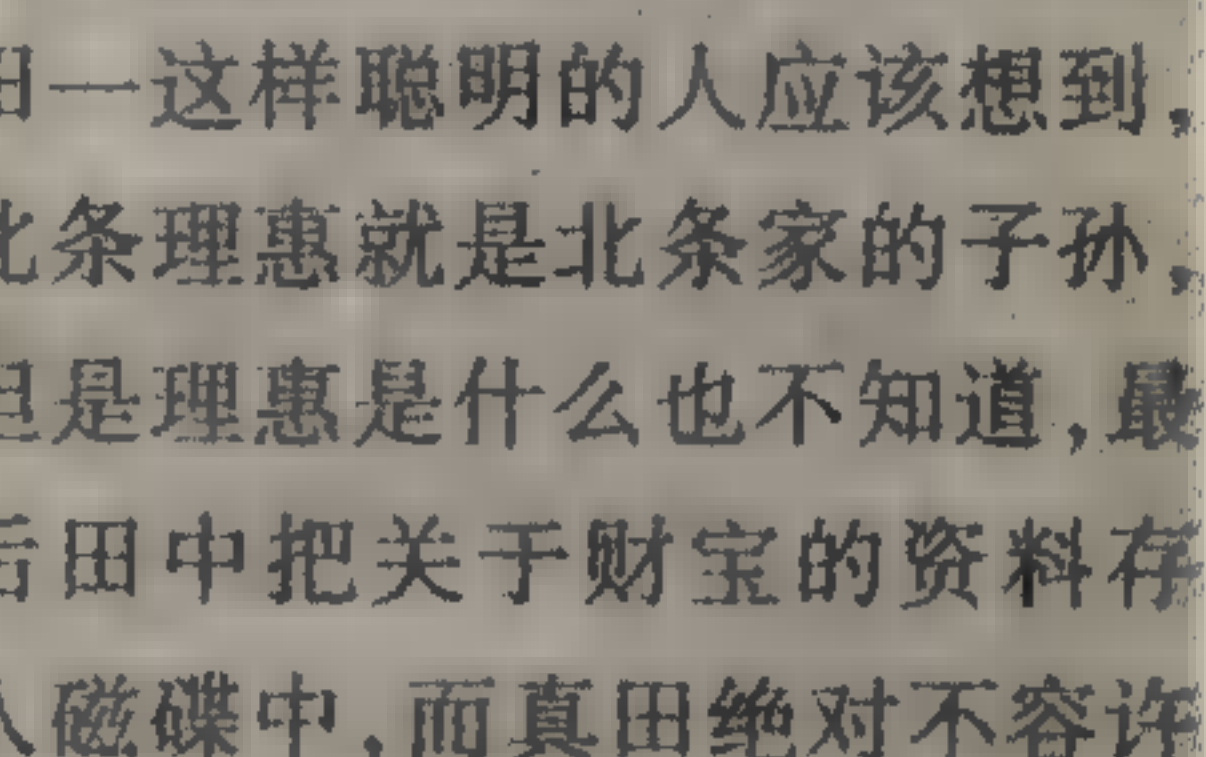 田一这样聪明的人应该想到，
北条理惠就是北条家的子孙，
但是理惠是什么也不知道，最
后田中把关于财宝的资料存
入磁碟中，而真田绝对不容许